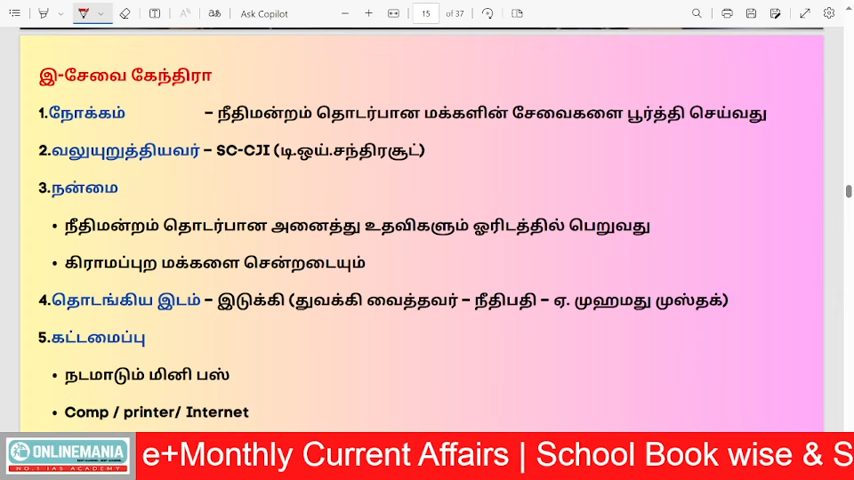 Ask Copilot
15 of 37
இ-சேவை கேந்திரா
1.நோக்கம் – நீதிமன்றம் தொடர்பான மக்களின் சேவைகளை பூர்த்தி செய்வது
2.வலுயுறுத்தியவர் – SC-CJI (டி.ஒய்.சந்திரசூட்)
3.நன்மை
• நீதிமன்றம் தொடர்பான அனைத்து உதவிகளும் ஓரிடத்தில் பெறுவது
• கிராமப்புற மக்களை சென்றடையும்
4.தொடங்கிய இடம் – இடுக்கி (துவக்கி வைத்தவர் – நீதிபதி – ஏ. முஹமது முஸ்தக்)
5.கட்டமைப்பு
• நடமாடும் மினி பஸ்
• Comp / printer/ Internet
ONLINEMANIA
NO.1 IAS ACADEMY
e+Monthly Current Affairs | School Book wise & S